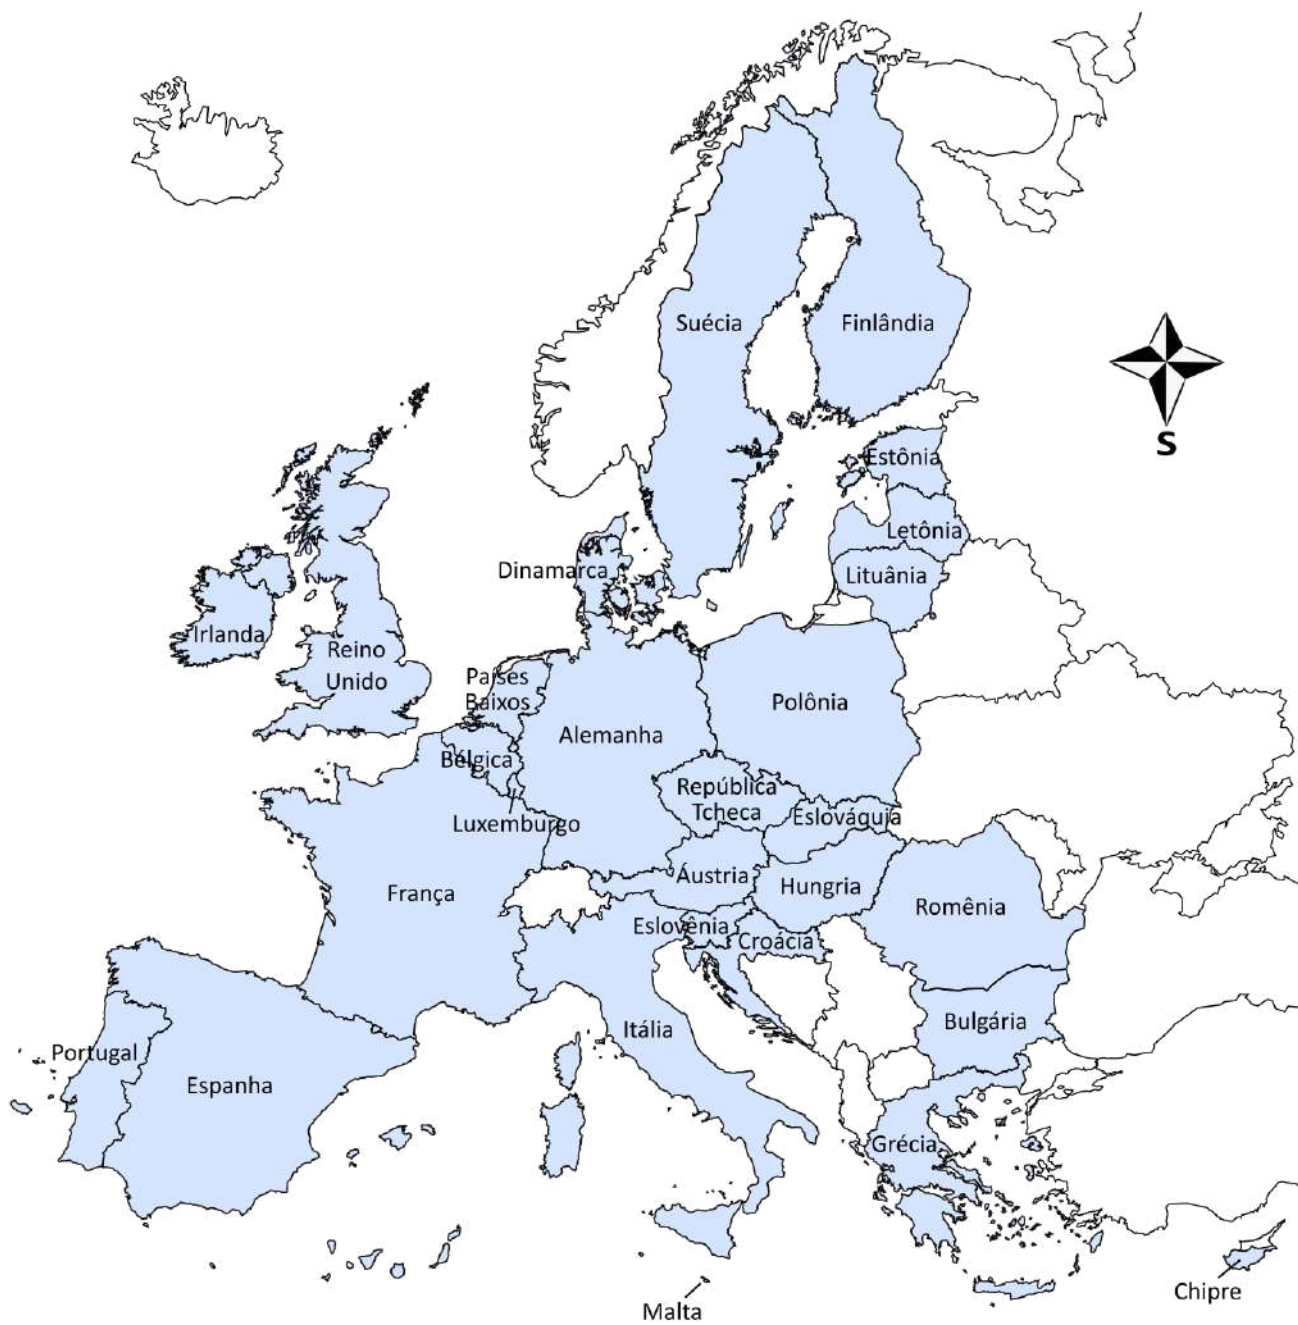 Suécia
Finlândia
S
Estônia
Letônia
Dinamarca
Lituânia
Irlanda
Reino
Unido
Países
Baixos
Polônia
Alemanha
Bélgica
República
Tcheca
Eslováquia
Luxemburgo
Áustria
Hungria
França
Romênia
Eslovênia
Croácia
Bulgária
Itália
Portugal
Espanha
Grécia
Chipre
Malta